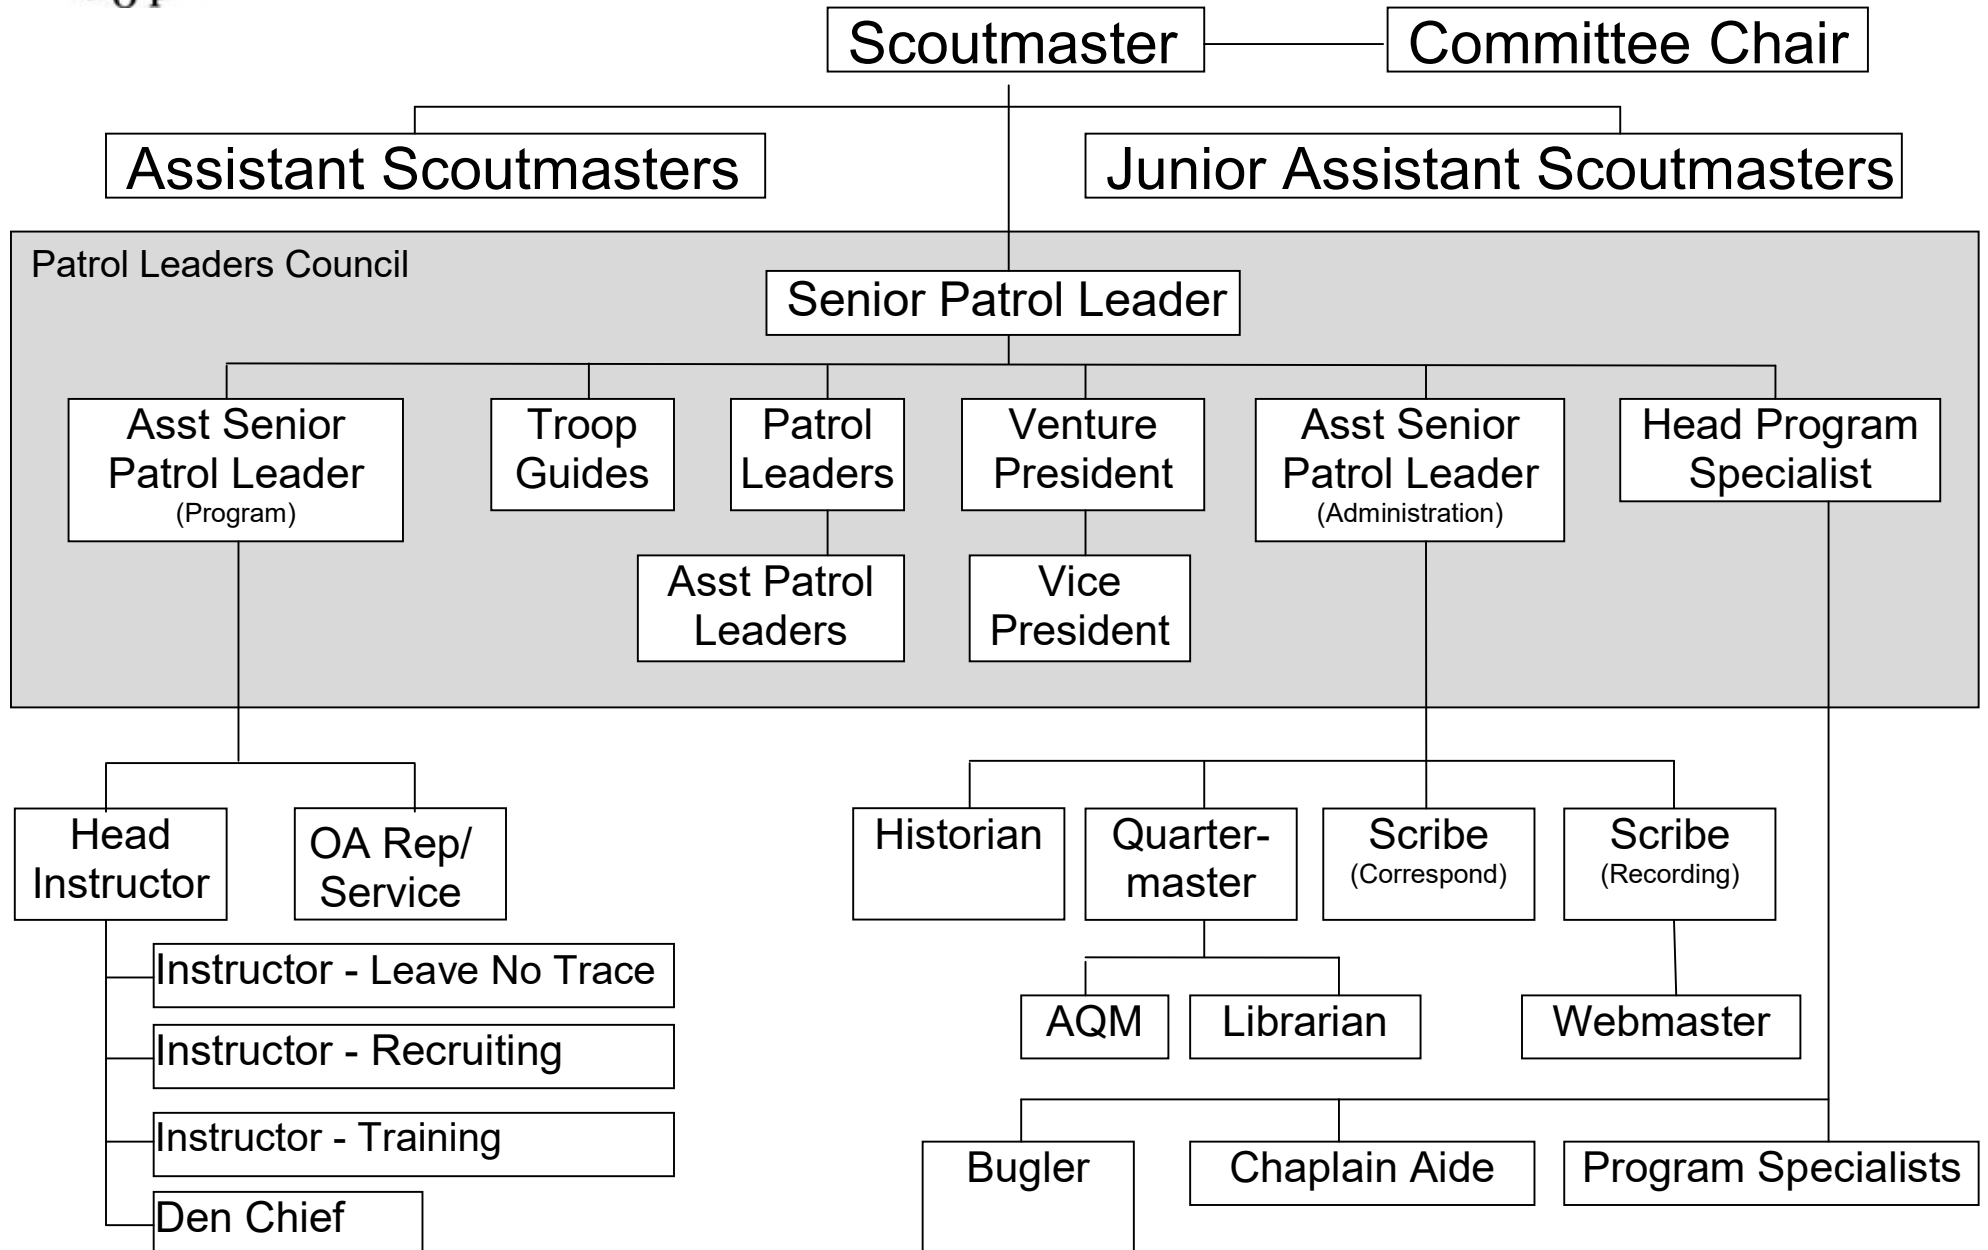 Scoutmaster
Committee Chair
Assistant Scoutmasters
Junior Assistant Scoutmasters
Patrol Leaders Council
Senior Patrol Leader
Asst Senior
Patrol Leader
(Program)
Troop
Guides
Patrol
Leaders
Venture
President
Asst Senior
Patrol Leader
(Administration)
Head Program
Specialist
Asst Patrol
Leaders
Vice
President
Head
Instructor
OA Rep/
Service
Historian
Quarter-
master
Scribe
(Correspond)
Scribe
(Recording)
Instructor - Leave No Trace
Instructor - Recruiting
Instructor - Training
Den Chief
AQM
Librarian
Webmaster
Bugler
Chaplain Aide
Program Specialists